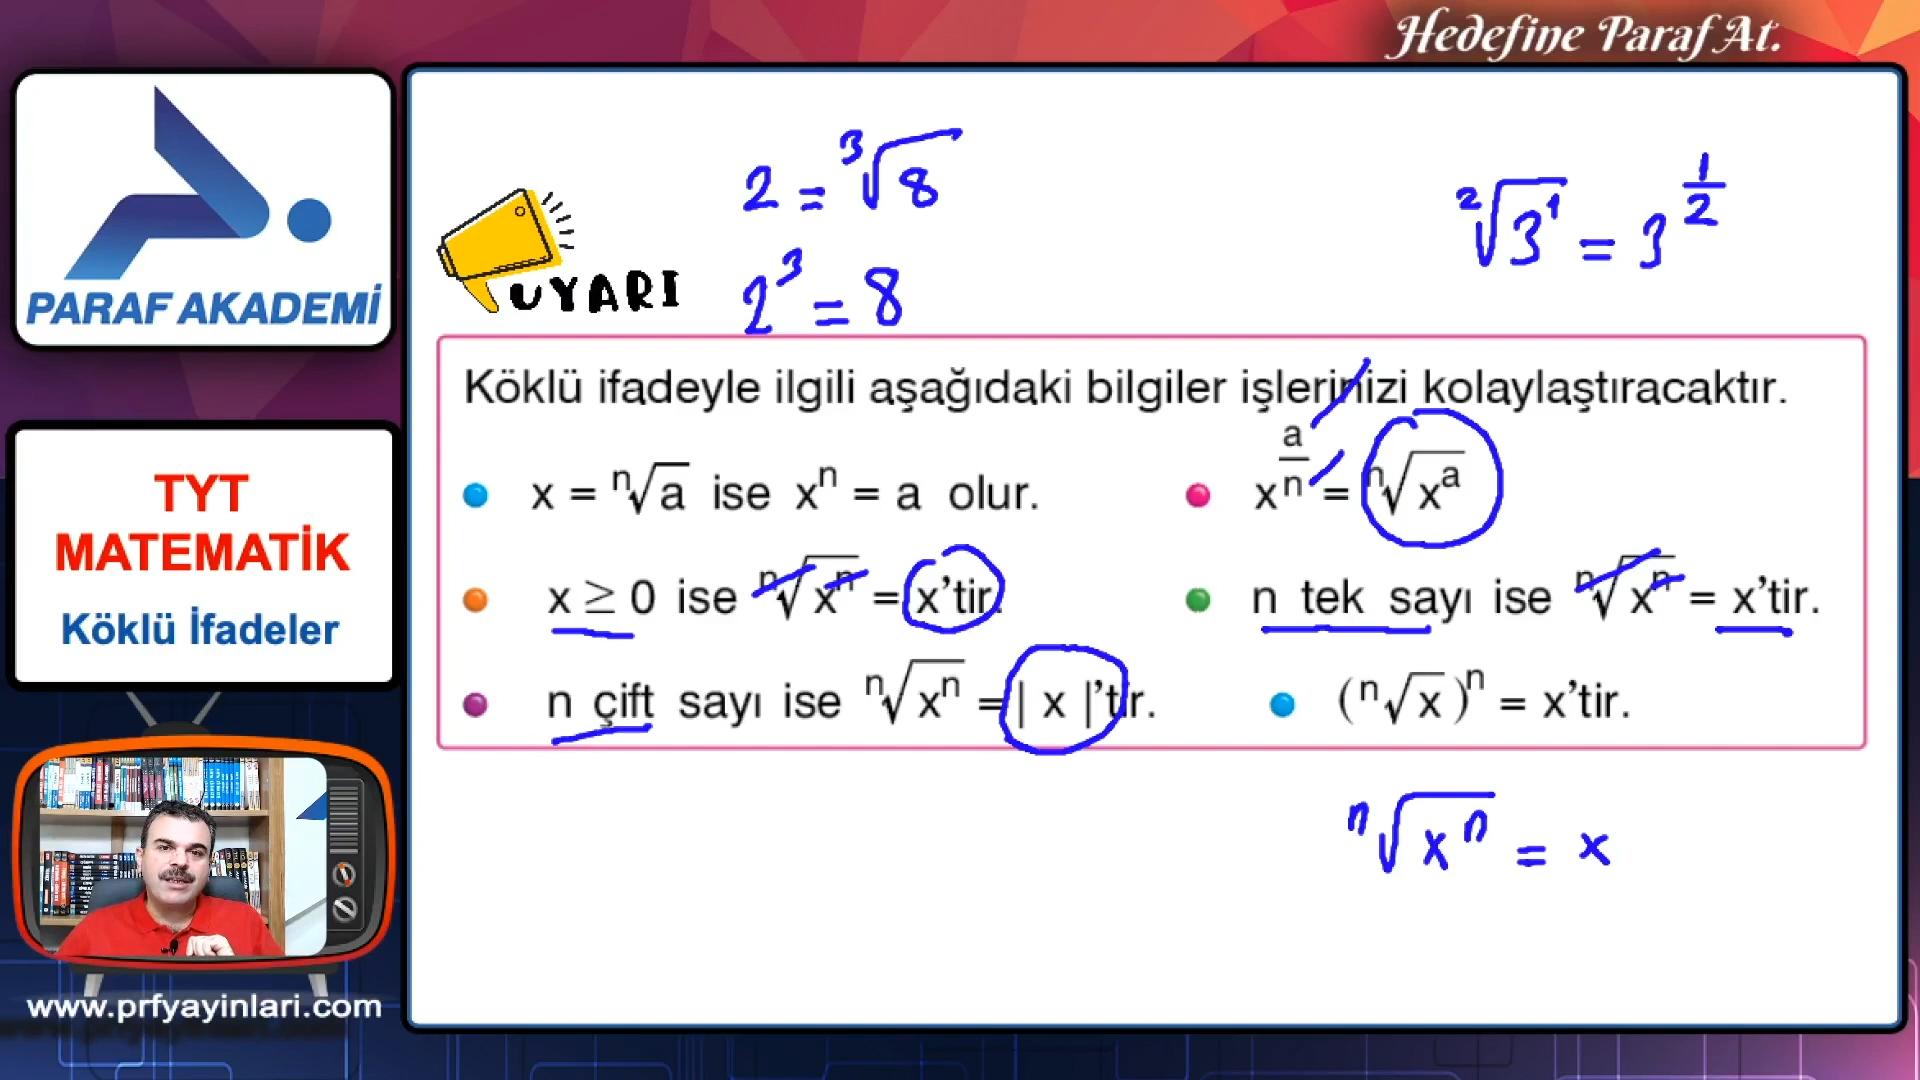 Hedefine Paraf At.
PARAF AKADEMİ
TYT
MATEMATİK
Köklü İfadeler
www.prfyayinlari.com
2 = ³√8
2³ = 8
²√3¹ = 3^(1/2)
UYARI
Köklü ifadeyle ilgili aşağıdaki bilgiler işlerinizi kolaylaştıracaktır.
x = ⁿ√a ise xⁿ = a olur.
x^(a/n) = ⁿ√xᵃ
x ≥ 0 ise ⁿ√xⁿ = x'tir.
n tek sayı ise ⁿ√xⁿ = x'tir.
n çift sayı ise ⁿ√xⁿ = | x |'tir.
(ⁿ√x)ⁿ = x'tir.
ⁿ√xⁿ = x